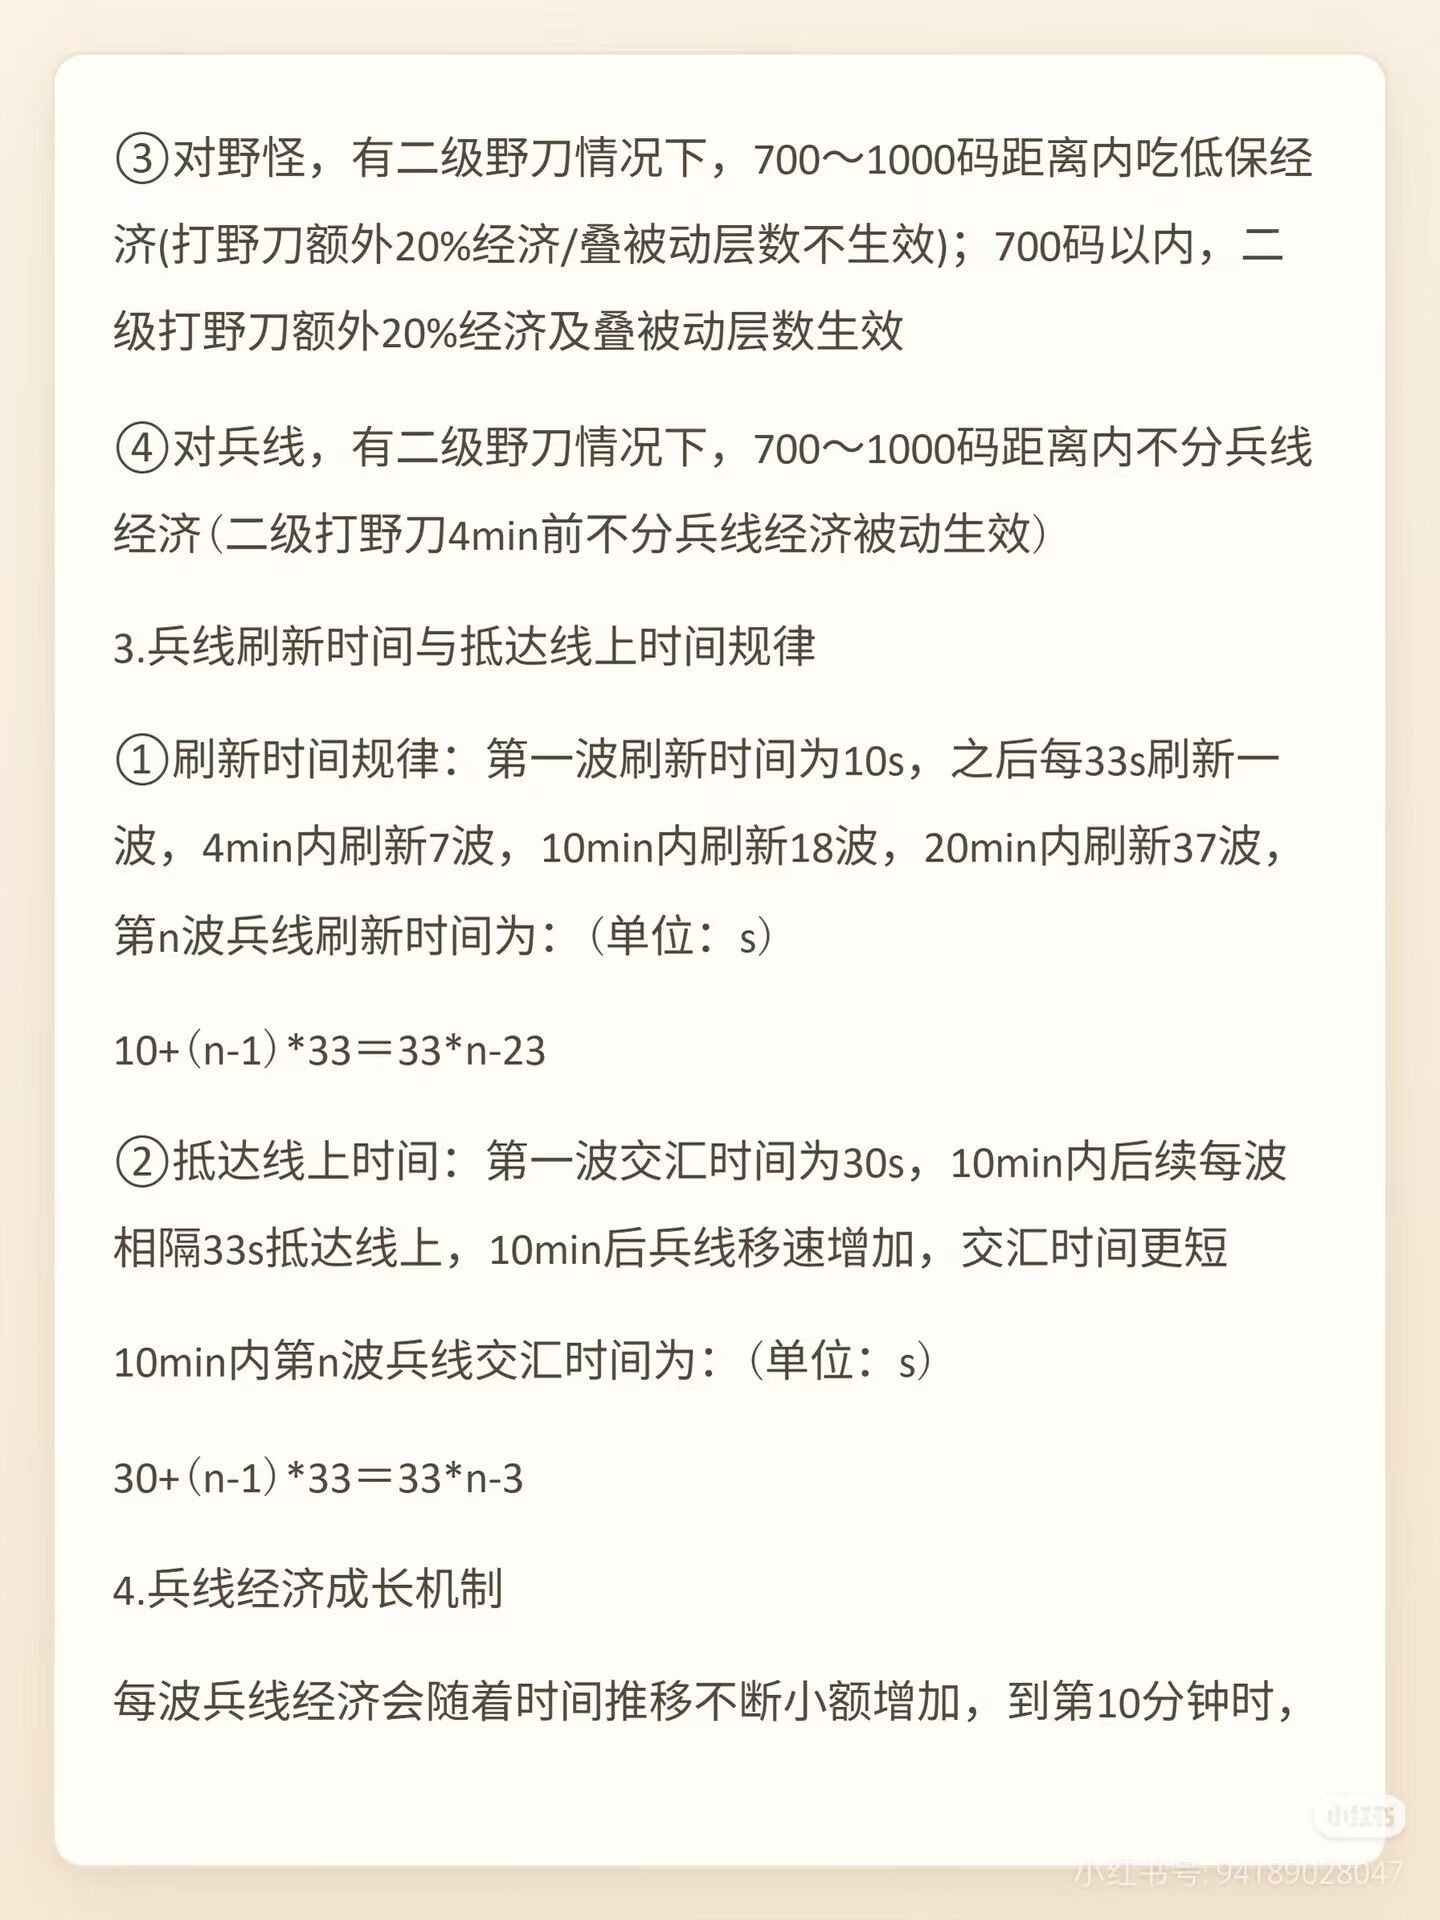 ③对野怪，有二级野刀情况下，700～1000码距离内吃低保经
济(打野刀额外20%经济/叠被动层数不生效)；700码以内，二
级打野刀额外20%经济及叠被动层数生效
④对兵线，有二级野刀情况下，700～1000码距离内不分兵线
经济（二级打野刀4min前不分兵线经济被动生效）
3.兵线刷新时间与抵达线上时间规律
①刷新时间规律：第一波刷新时间为10s，之后每33s刷新一
波，4min内刷新7波，10min内刷新18波，20min内刷新37波，
第n波兵线刷新时间为：（单位：s）
10+（n-1）*33＝33*n-23
②抵达线上时间：第一波交汇时间为30s，10min内后续每波
相隔33s抵达线上，10min后兵线移速增加，交汇时间更短
10min内第n波兵线交汇时间为：（单位：s）
30+（n-1）*33＝33*n-3
4.兵线经济成长机制
每波兵线经济会随着时间推移不断小额增加，到第10分钟时，
小红书
小红书号: 94189028047